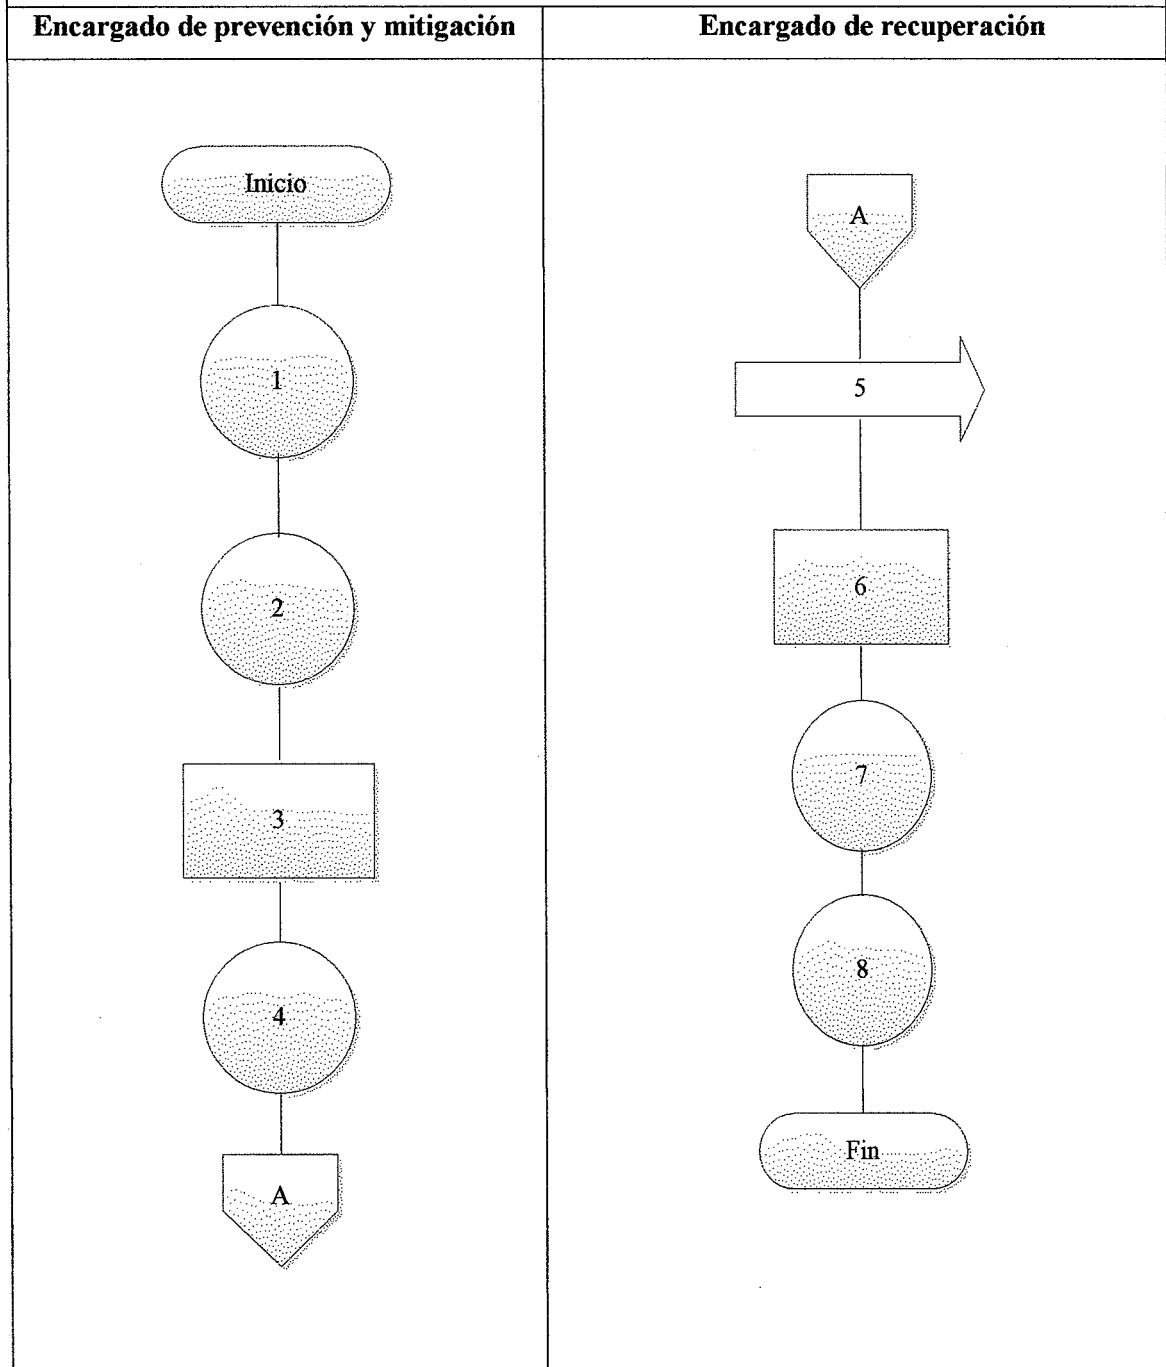 Encargado de prevención y mitigación
Inicio
1
2
3
4
A
Encargado de recuperación
A
5
6
7
8
Fin